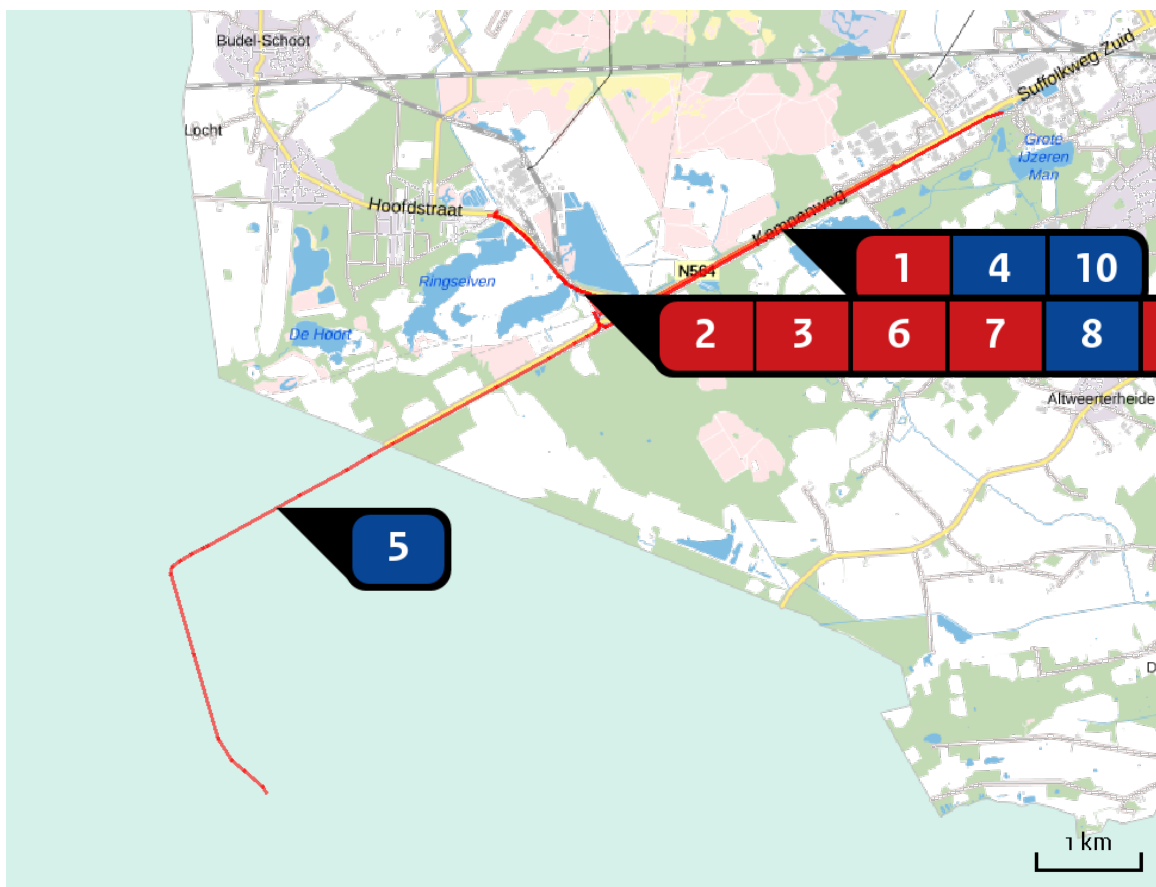 Budel-Schoot
Suffolkweg-Zuid
Locht
Grote
IJzeren
Man
Hoofdstraat
Kempenweg
Ringselven
N564
1 4 10
De Hoort
2 3 6 7 8
Altweerterheide
5
D
1 km